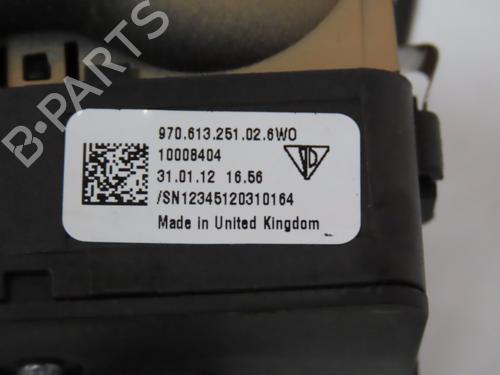 970.613.251.02.6W0
10008404
31.01.12 16.56
/SN12345120310164
Made in United Kingdom
B-PARTS